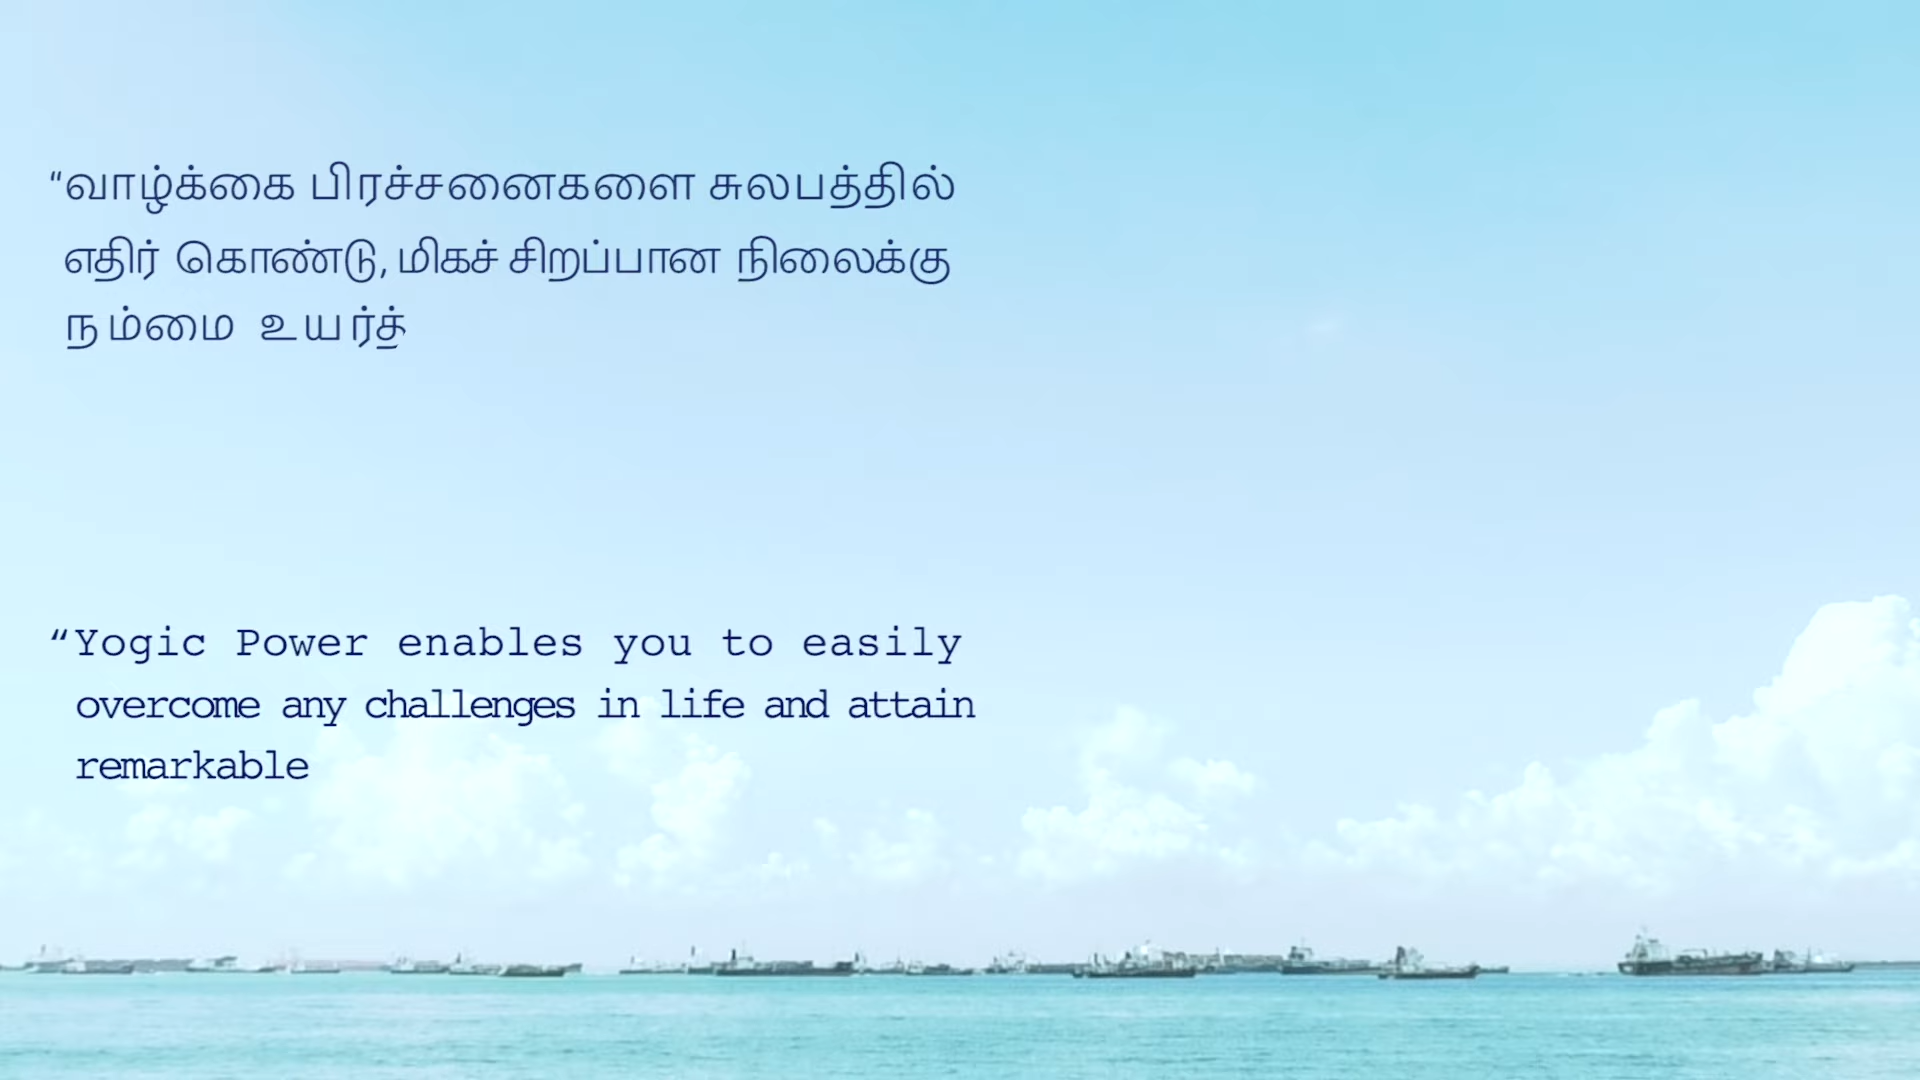 “வாழ்க்கை பிரச்சனைகளை சுலபத்தில்
எதிர் கொண்டு, மிகச் சிறப்பான நிலைக்கு
நம்மை உயர்த்
“Yogic Power enables you to easily
overcome any challenges in life and attain
remarkable